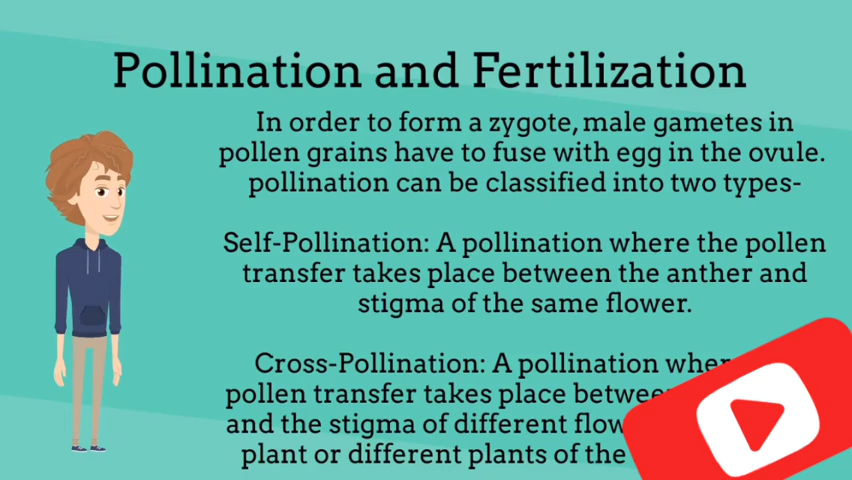 Pollination and Fertilization
In order to form a zygote, male gametes in
pollen grains have to fuse with egg in the ovule.
pollination can be classified into two types-
Self-Pollination: A pollination where the pollen
transfer takes place between the anther and
stigma of the same flower.
Cross-Pollination: A pollination
pollen transfer takes place
and the stigma of different
plant or different plants of the